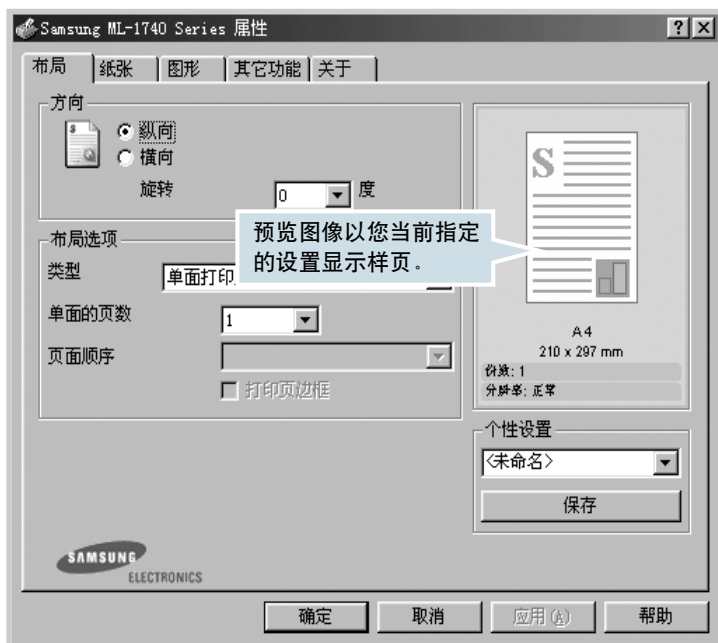 Samsung ML-1740 Series 属性
布局 纸张 图形 其它功能 关于
方向
纵向
横向
旋转 0 度
布局选项
类型 单面打印
单面的页数 1
页面顺序
打印页边框
预览图像以您当前指定
的设置显示样页.
S
S
A4
210 x 297 mm
份数: 1
分辨率: 正常
个性设置
<未命名>
保存
SAMSUNG
ELECTRONICS
确定 取消 应用(A) 帮助